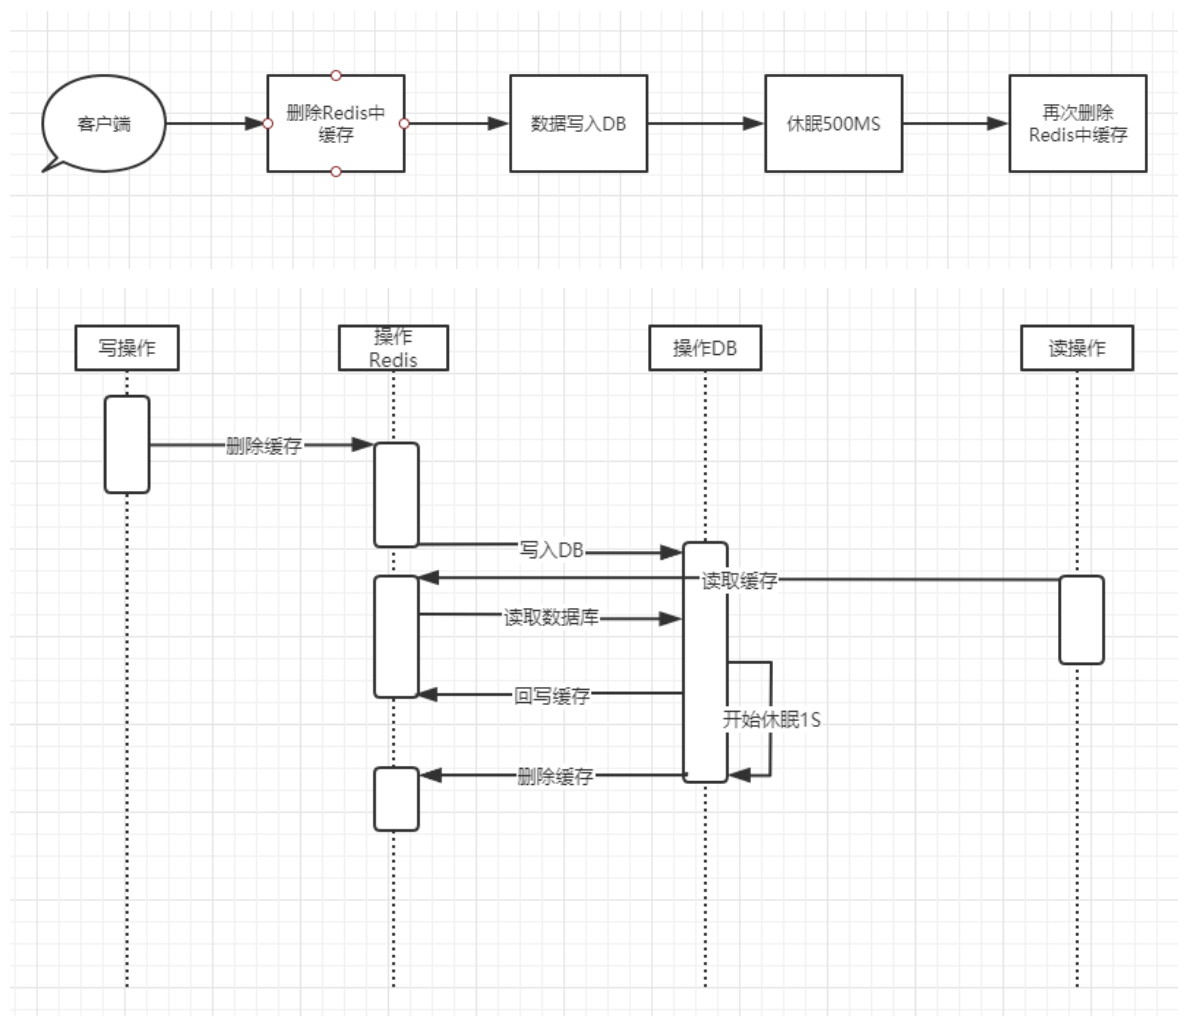 客户端
删除Redis中
缓存
数据写入DB
休眠500MS
再次删除
Redis中缓存
写操作
操作
Redis
操作DB
读操作
删除缓存
写入DB
读取缓存
读取数据库
回写缓存
开始休眠1S
删除缓存